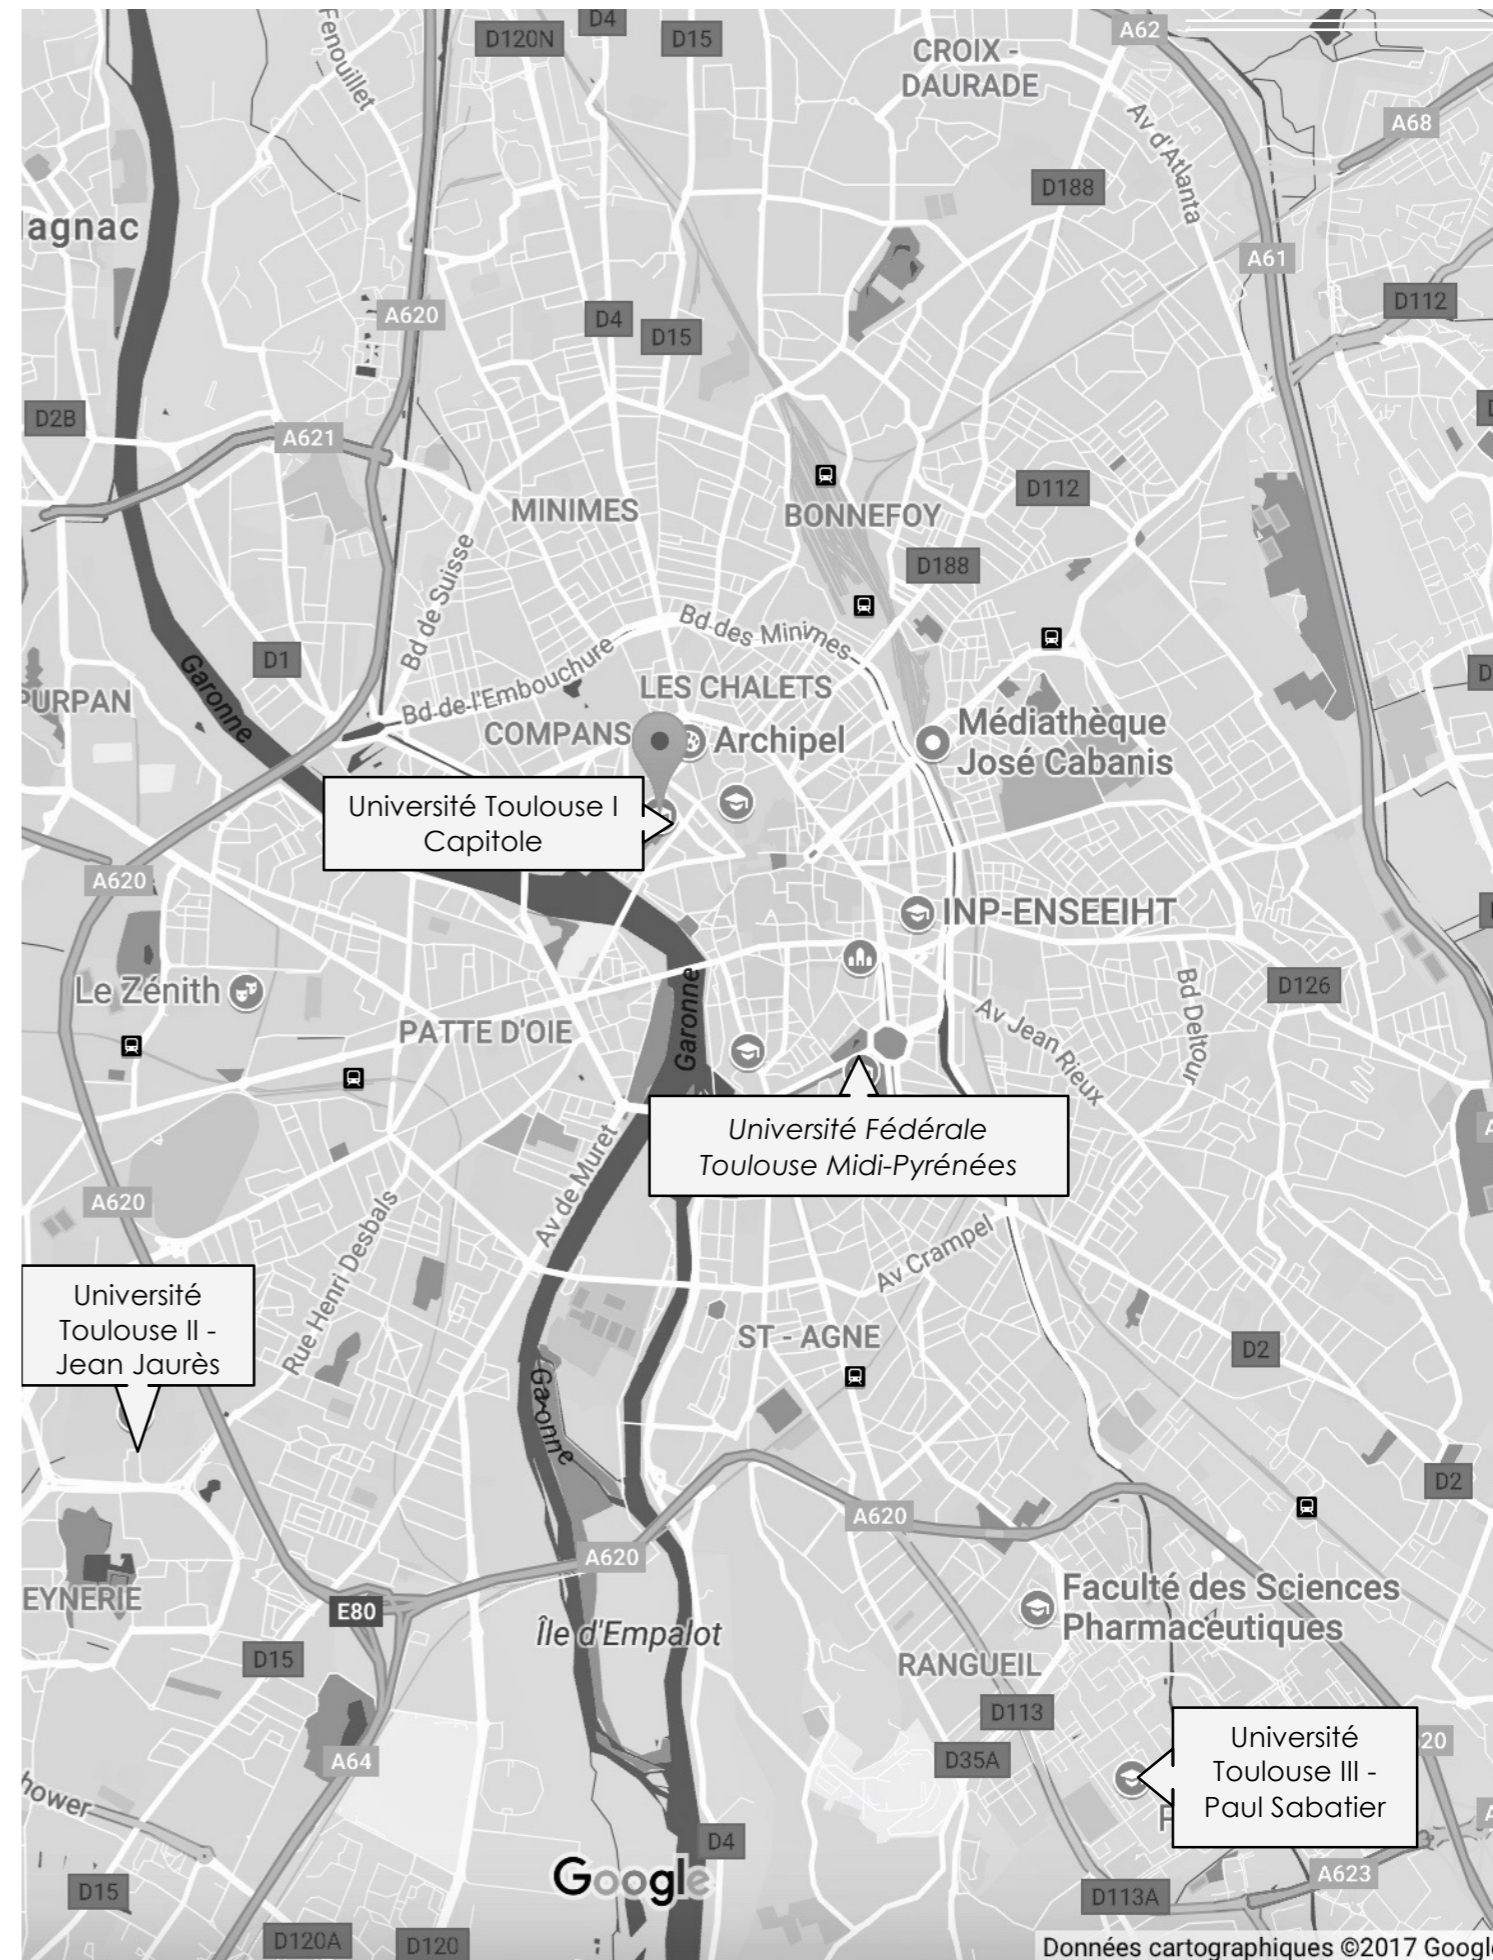 Fenouillet
D120N
D4
D15
A62
CROIX -
DAURADE
A68
Av d'Atlanta
D188
agnac
A61
D112
A620
D4
D15
D2B
A621
MINIMES
BONNEFOY
D112
D188
Bd de Suisse
Bd des Minimes
D1
Garonne
PURPAN
Bd de l'Embouchure
LES CHALETS
COMPANS
Archipel
Médiathèque
José Cabanis
Université Toulouse I
Capitole
A620
INP-ENSEEIHT
Le Zénith
Garonne
Bd Deltour
D126
PATTE D'OIE
Av Jean Rieux
Université Fédérale
Toulouse Midi-Pyrénées
Av de Muret
A620
Rue Henri Desbals
Av Crampel
Université
Toulouse II -
Jean Jaurès
ST - AGNE
D2
Garonne
D2
A620
A620
EYNERIE
E80
Faculté des Sciences
Pharmaceutiques
Île d'Empalot
D15
RANGUEIL
D113
Université
Toulouse III -
Paul Sabatier
20
A64
D35A
hower
D4
Google
A623
D15
D113A
D120A
D120
Données cartographiques ©2017 Google